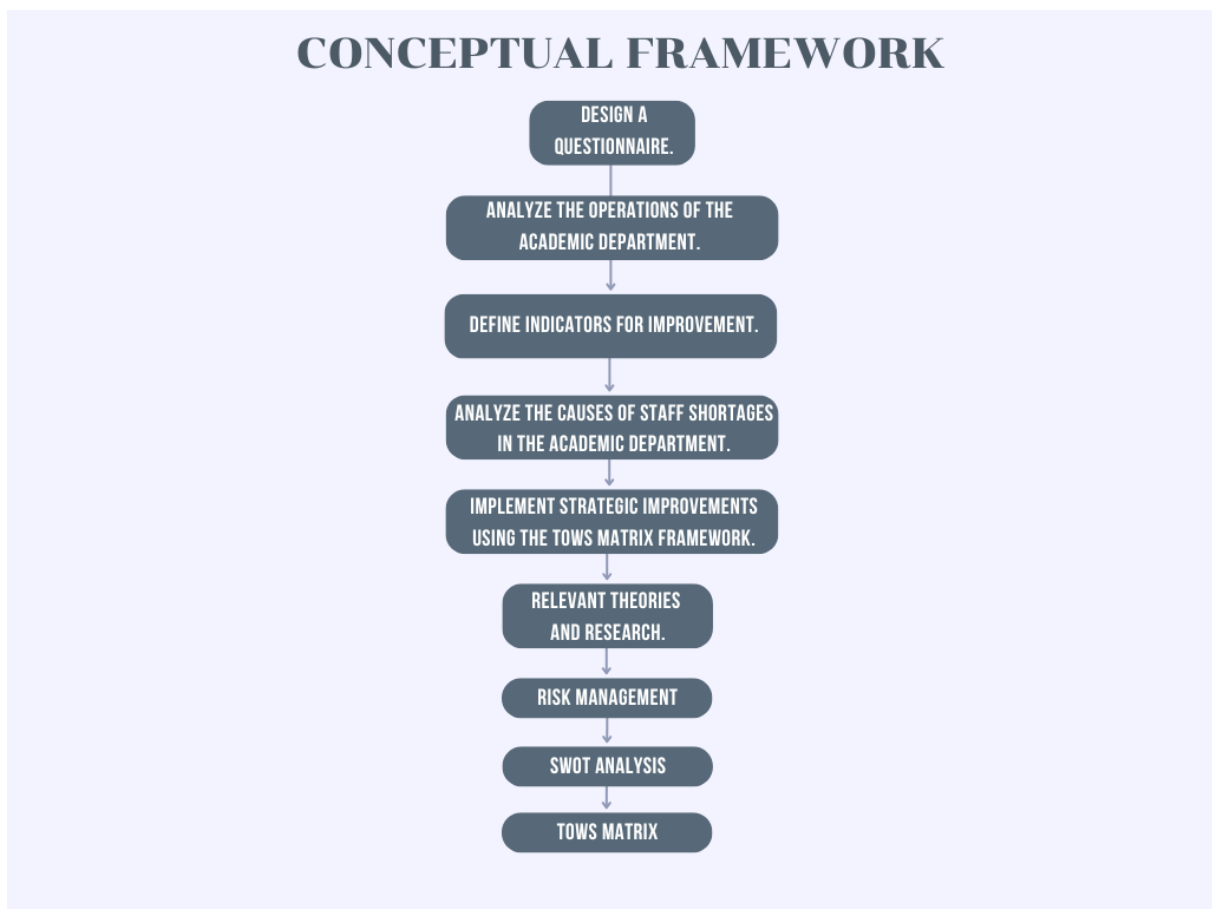 CONCEPTUAL FRAMEWORK
DESIGN A
QUESTIONNAIRE.
ANALYZE THE OPERATIONS OF THE
ACADEMIC DEPARTMENT.
DEFINE INDICATORS FOR IMPROVEMENT.
ANALYZE THE CAUSES OF STAFF SHORTAGES
IN THE ACADEMIC DEPARTMENT.
IMPLEMENT STRATEGIC IMPROVEMENTS
USING THE TOWS MATRIX FRAMEWORK.
RELEVANT THEORIES
AND RESEARCH.
RISK MANAGEMENT
SWOT ANALYSIS
TOWS MATRIX